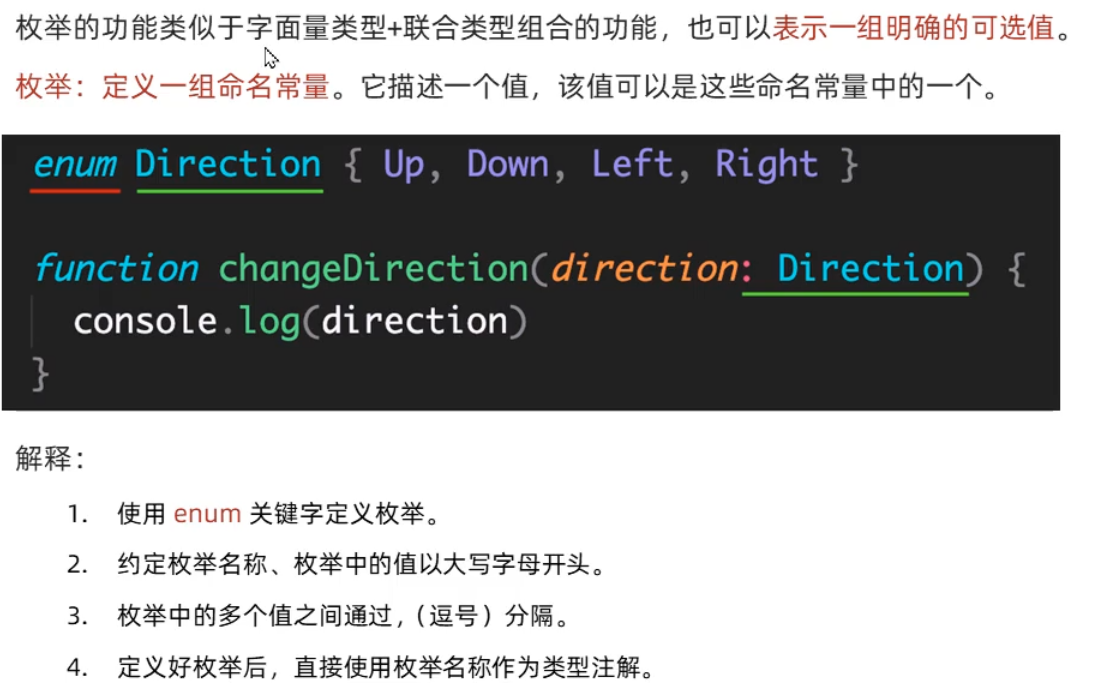 枚举的功能类似于字面量类型+联合类型组合的功能，也可以表示一组明确的可选值。
枚举：定义一组命名常量。它描述一个值，该值可以是这些命名常量中的一个。
enum Direction { Up, Down, Left, Right }
function changeDirection(direction: Direction) {
console.log(direction)
}
解释：
1. 使用 enum 关键字定义枚举。
2. 约定枚举名称、枚举中的值以大写字母开头。
3. 枚举中的多个值之间通过,（逗号）分隔。
4. 定义好枚举后，直接使用枚举名称作为类型注解。